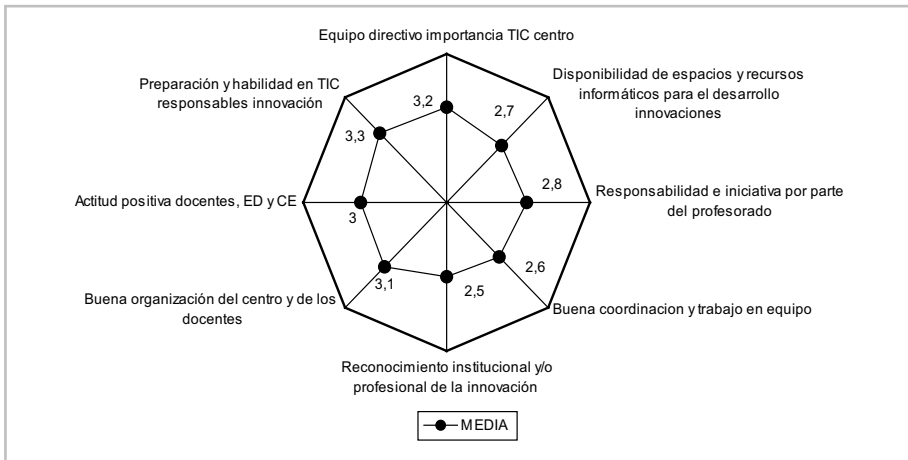 Equipo directivo importancia TIC centro
Preparación y habilidad en TIC
responsables innovación
Disponibilidad de espacios y recursos
informáticos para el desarrollo
innovaciones
3,2
2,7
3,3
2,8
Actitud positiva docentes, ED y CE
Responsabilidad e iniciativa por parte
del profesorado
3
2,6
3,1
2,5
Buena organización del centro y de los
docentes
Buena coordinacion y trabajo en equipo
Reconocimiento institucional y/o
profesional de la innovación
MEDIA